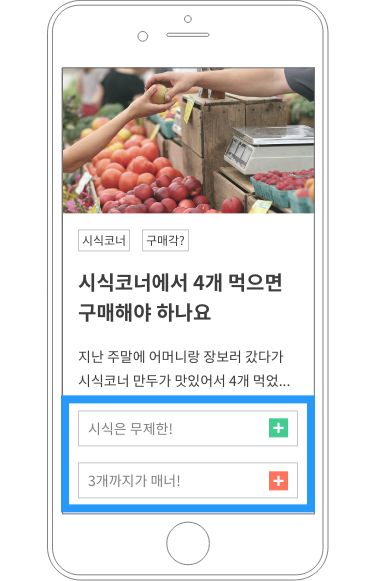 시식코너 구매각?
시식코너에서 4개 먹으면
구매해야 하나요
지난 주말에 어머니랑 장보러 갔다가
시식코너 만두가 맛있어서 4개 먹었...
시식은 무제한!
3개까지가 매너!